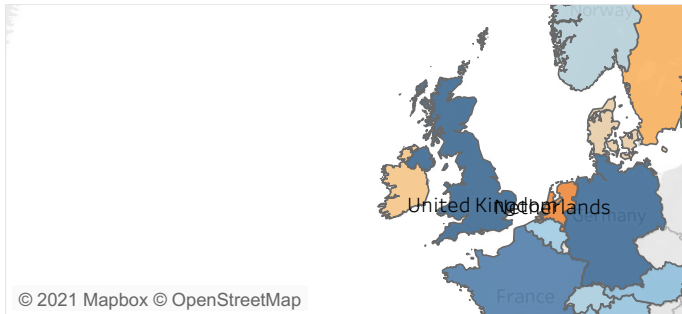 Norway
United Kingdom
Netherlands
Germany
France
© 2021 Mapbox © OpenStreetMap